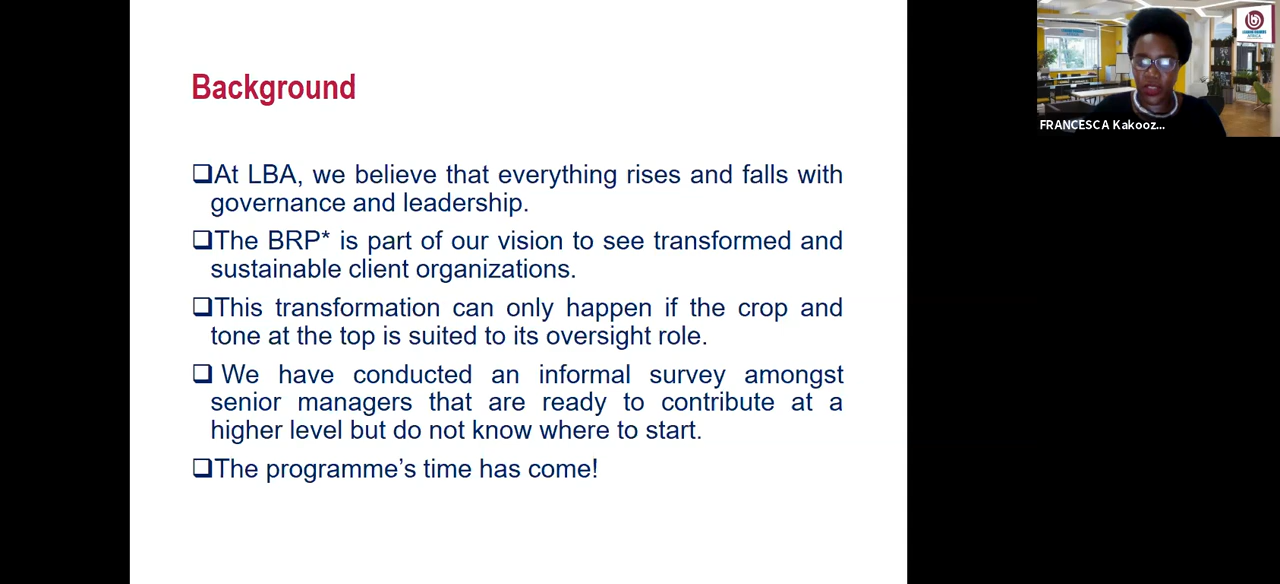 Background
❑At LBA, we believe that everything rises and falls with
governance and leadership.
❑The BRP* is part of our vision to see transformed and
sustainable client organizations.
❑This transformation can only happen if the crop and
tone at the top is suited to its oversight role.
❑ We have conducted an informal survey amongst
senior managers that are ready to contribute at a
higher level but do not know where to start.
❑The programme’s time has come!
FRANCESCA Kakooz...